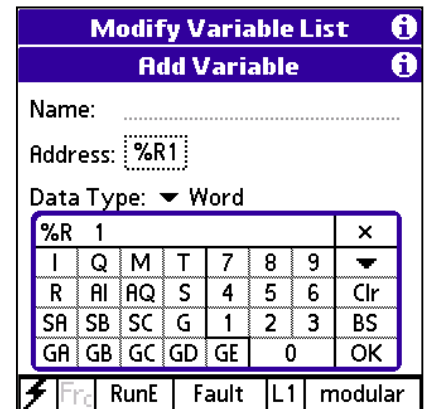 Modify Variable List i
Add Variable i
Name:
Address: %R1
Data Type: Word
%R 1 ×
I Q M T 7 8 9
R AI AQ S 4 5 6 Clr
SA SB SC G 1 2 3 BS
GA GB GC GD GE 0 OK
Frc RunE Fault L1 modular